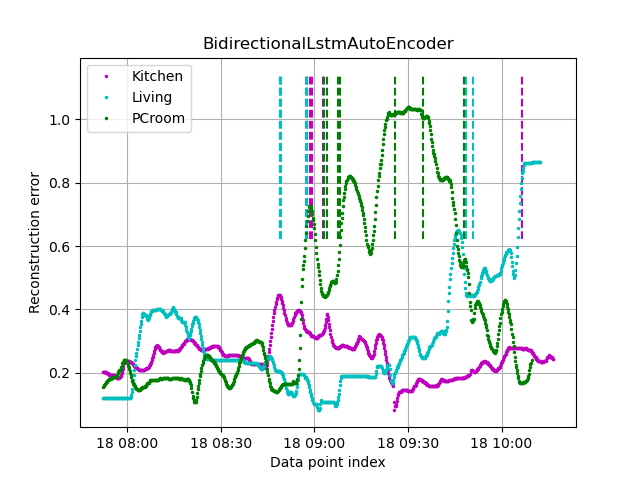 BidirectionalLstmAutoEncoder
Kitchen
Living
PCroom
Reconstruction error
1.0
0.8
0.6
0.4
0.2
18 08:00
18 08:30
18 09:00
18 09:30
18 10:00
Data point index